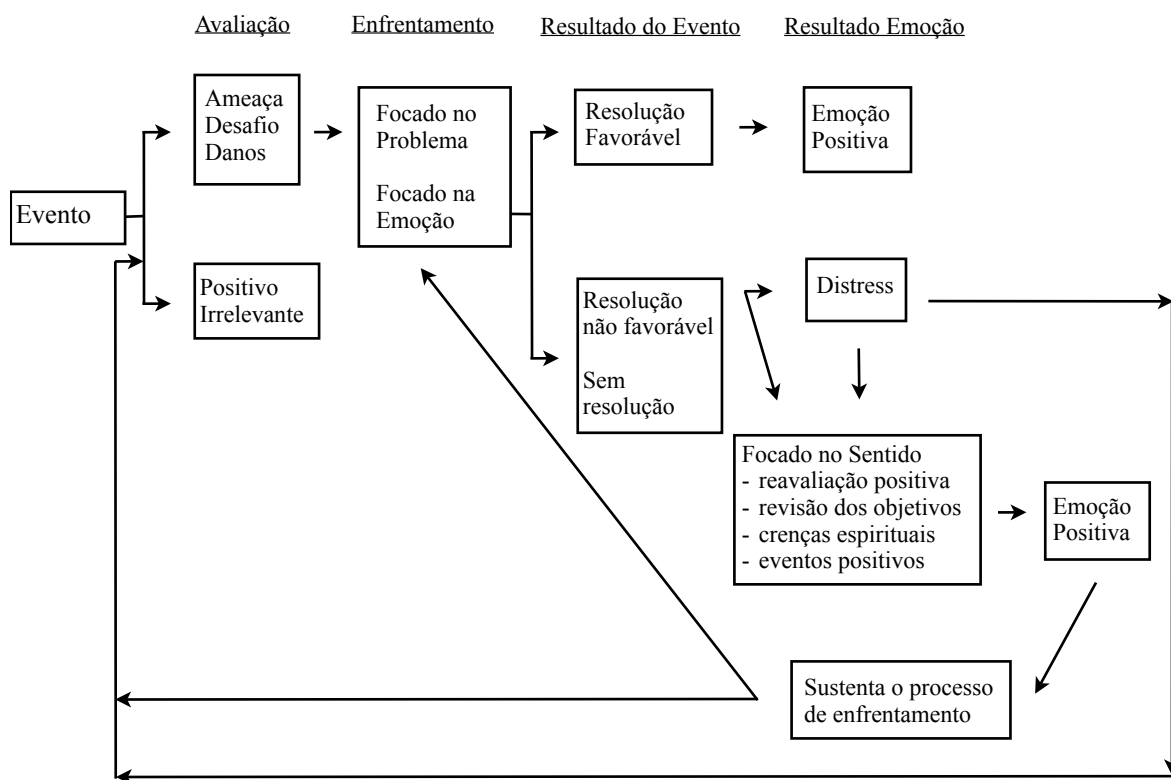 Avaliação
Enfrentamento
Resultado do Evento
Resultado Emoção
Evento
Ameaça
Desafio
Danos
Positivo
Irrelevante
Focado no
Problema
Focado na
Emoção
Resolução
Favorável
Emoção
Positiva
Resolução
não favorável
Sem
resolução
Distress
Focado no Sentido
- reavaliação positiva
- revisão dos objetivos
- crenças espirituais
- eventos positivos
Emoção
Positiva
Sustenta o processo
de enfrentamento